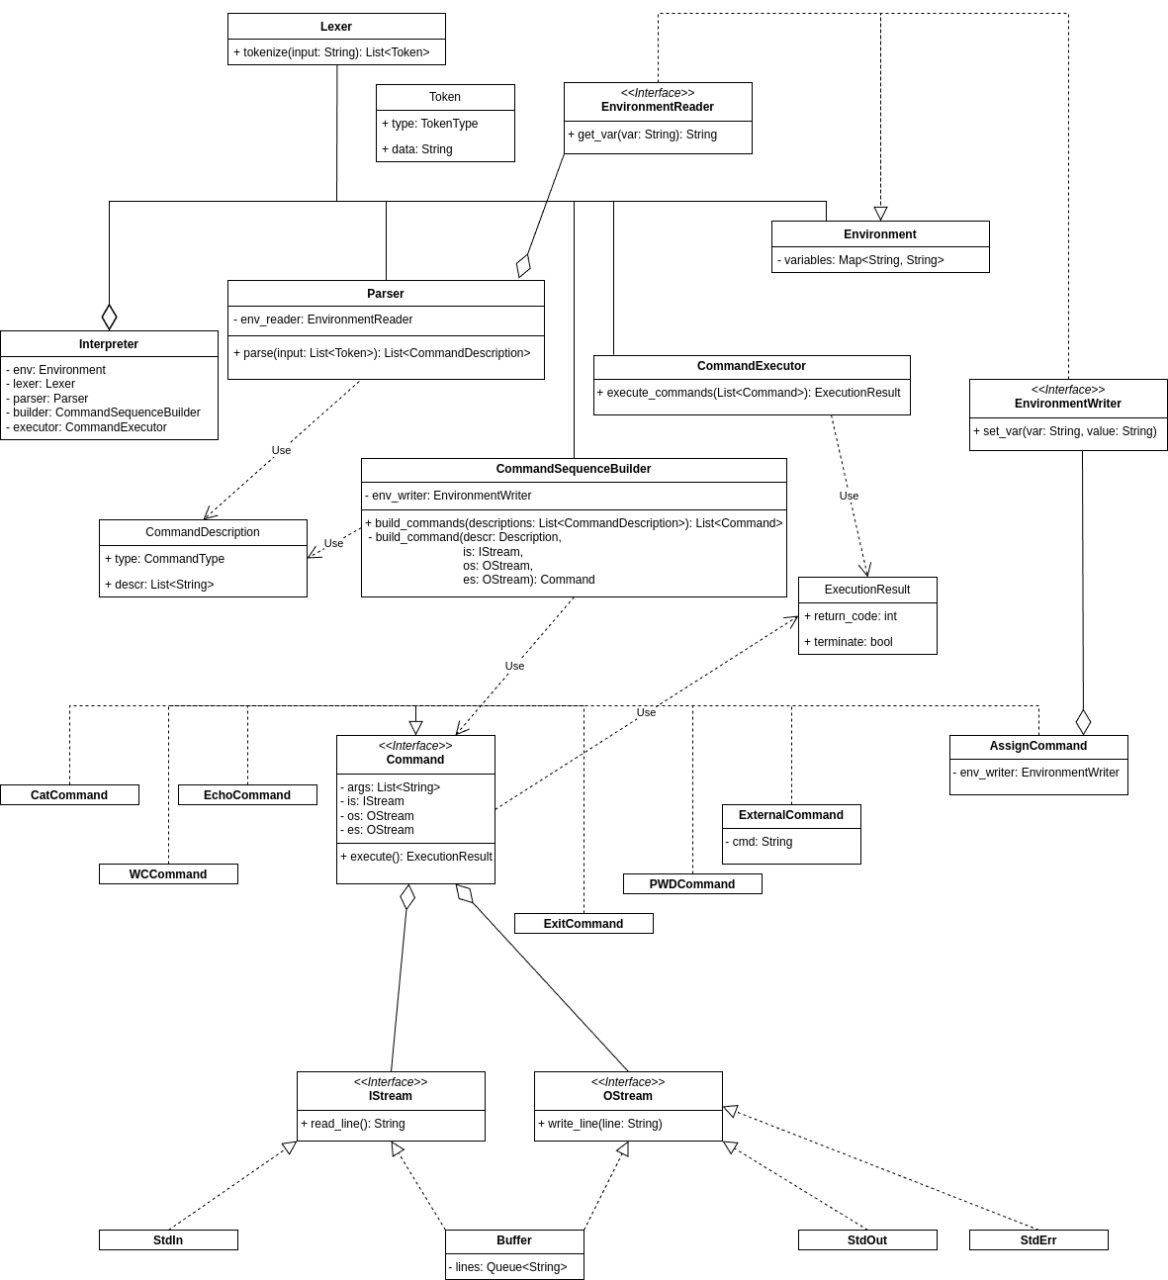 Lexer
+ tokenize(input: String): List<Token>
Token
+ type: TokenType
+ data: String
<<Interface>>
EnvironmentReader
+ get_var(var: String): String
Environment
- variables: Map<String, String>
Parser
- env_reader: EnvironmentReader
+ parse(input: List<Token>): List<CommandDescription>
Interpreter
- env: Environment
- lexer: Lexer
- parser: Parser
- builder: CommandSequenceBuilder
- executor: CommandExecutor
CommandExecutor
+ execute_commands(List<Command>): ExecutionResult
<<Interface>>
EnvironmentWriter
+ set_var(var: String, value: String)
Use
CommandSequenceBuilder
- env_writer: EnvironmentWriter
+ build_commands(descriptions: List<CommandDescription>): List<Command>
- build_command(descr: Description,
is: IStream,
os: OStream,
es: OStream): Command
Use
CommandDescription
+ type: CommandType
+ descr: List<String>
Use
ExecutionResult
+ return_code: int
+ terminate: bool
Use
Use
<<Interface>>
Command
- args: List<String>
- is: IStream
- os: OStream
- es: OStream
+ execute(): ExecutionResult
AssignCommand
- env_writer: EnvironmentWriter
CatCommand
EchoCommand
ExternalCommand
- cmd: String
WCCommand
PWDCommand
ExitCommand
<<Interface>>
IStream
+ read_line(): String
<<Interface>>
OStream
+ write_line(line: String)
StdIn
Buffer
- lines: Queue<String>
StdOut
StdErr